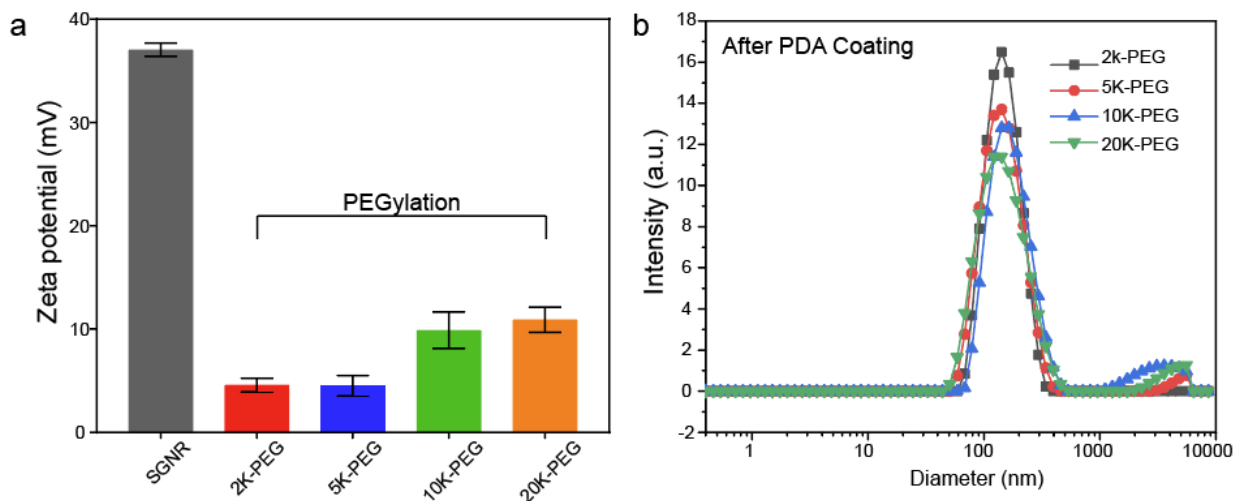 a
Zeta potential (mV)
40
30
20
10
0
PEGylation
SGNR
2K-PEG
5K-PEG
10K-PEG
20K-PEG
b
After PDA Coating
2k-PEG
5K-PEG
10K-PEG
20K-PEG
Intensity (a.u.)
18
16
14
12
10
8
6
4
2
0
-2
1
10
100
1000
10000
Diameter (nm)